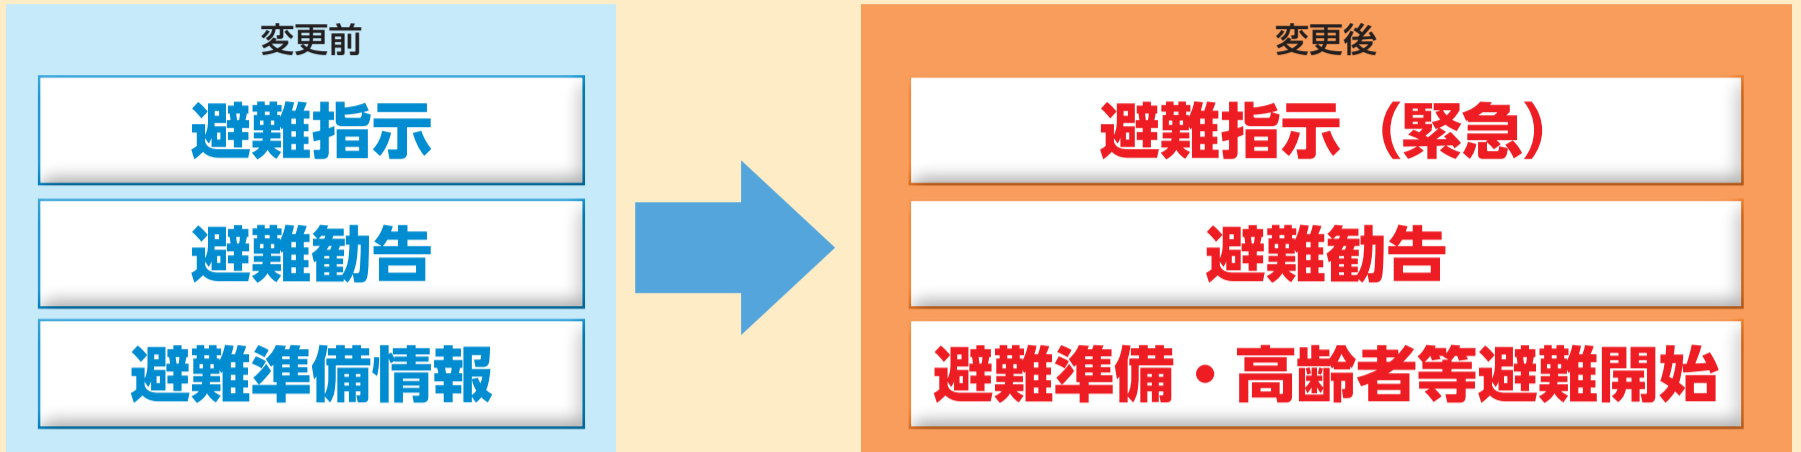 変更前
避難指示
避難勧告
避難準備情報
変更後
避難指示（緊急）
避難勧告
避難準備・高齢者等避難開始